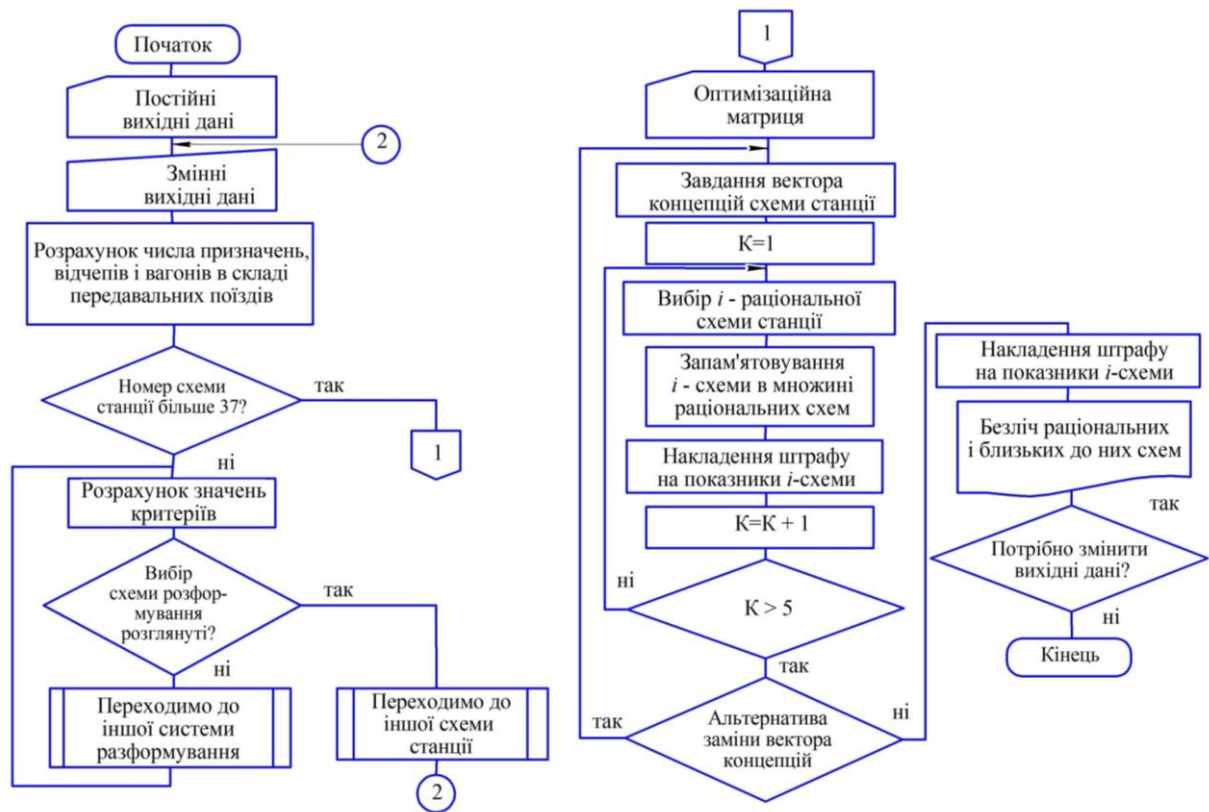 Початок
Постійні
вихідні дані
2
Змінні
вихідні дані
Розрахунок числа призначень,
відчепів і вагонів в складі
передавальних поїздів
Номер схеми
станції більше 37?
так
1
ні
Розрахунок значень
критеріїв
Вибір
схеми розфор-
мування
розглянуті?
так
ні
Переходимо до
іншої системи
разформування
Переходимо до
іншої схеми
станції
2
1
Оптимізаційна
матриця
Завдання вектора
концепцій схеми станції
К=1
Вибір i - раціональної
схеми станції
Запам'ятовування
i - схеми в множині
раціональних схем
Накладення штрафу
на показники i-схеми
К=К + 1
ні
К > 5
так
так
Альтернатива
заміни вектора
концепцій
ні
Накладення штрафу
на показники i-схеми
Безліч раціональних
і близьких до них схем
так
Потрібно змінити
вихідні дані?
ні
Кінець